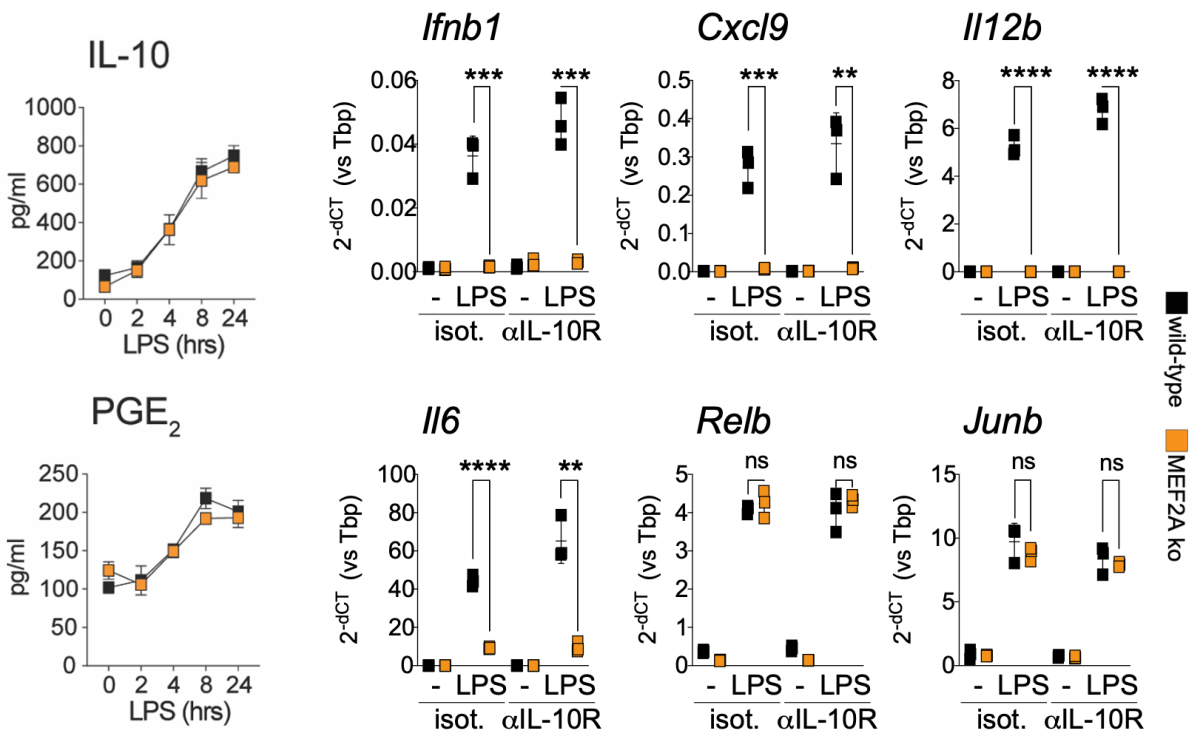 IL-10
1000
800
600
400
200
0
pg/ml
0 2 4 8 24
LPS (hrs)
Ifnb1
*** ***
0.06
0.04
0.02
0.00
2-dCT (vs Tbp)
- LPS - LPS
isot. αIL-10R
Cxcl9
*** **
0.5
0.4
0.3
0.2
0.1
0.0
2-dCT (vs Tbp)
- LPS - LPS
isot. αIL-10R
Il12b
**** ****
8
6
4
2
0
2-dCT (vs Tbp)
- LPS - LPS
isot. αIL-10R
PGE2
250
200
150
100
50
0
pg/ml
0 2 4 8 24
LPS (hrs)
Il6
**** **
100
80
60
40
20
0
2-dCT (vs Tbp)
- LPS - LPS
isot. αIL-10R
Relb
ns ns
5
4
3
2
1
0
2-dCT (vs Tbp)
- LPS - LPS
isot. αIL-10R
Junb
ns ns
15
10
5
0
2-dCT (vs Tbp)
- LPS - LPS
isot. αIL-10R
wild-type
MEF2A ko